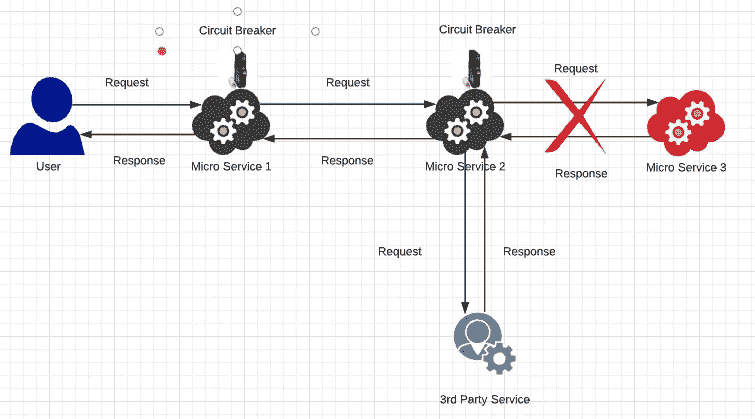 Circuit Breaker
Circuit Breaker
Request
Request
Request
User
Response
Micro Service 1
Response
Micro Service 2
Response
Micro Service 3
Request
Response
3rd Party Service